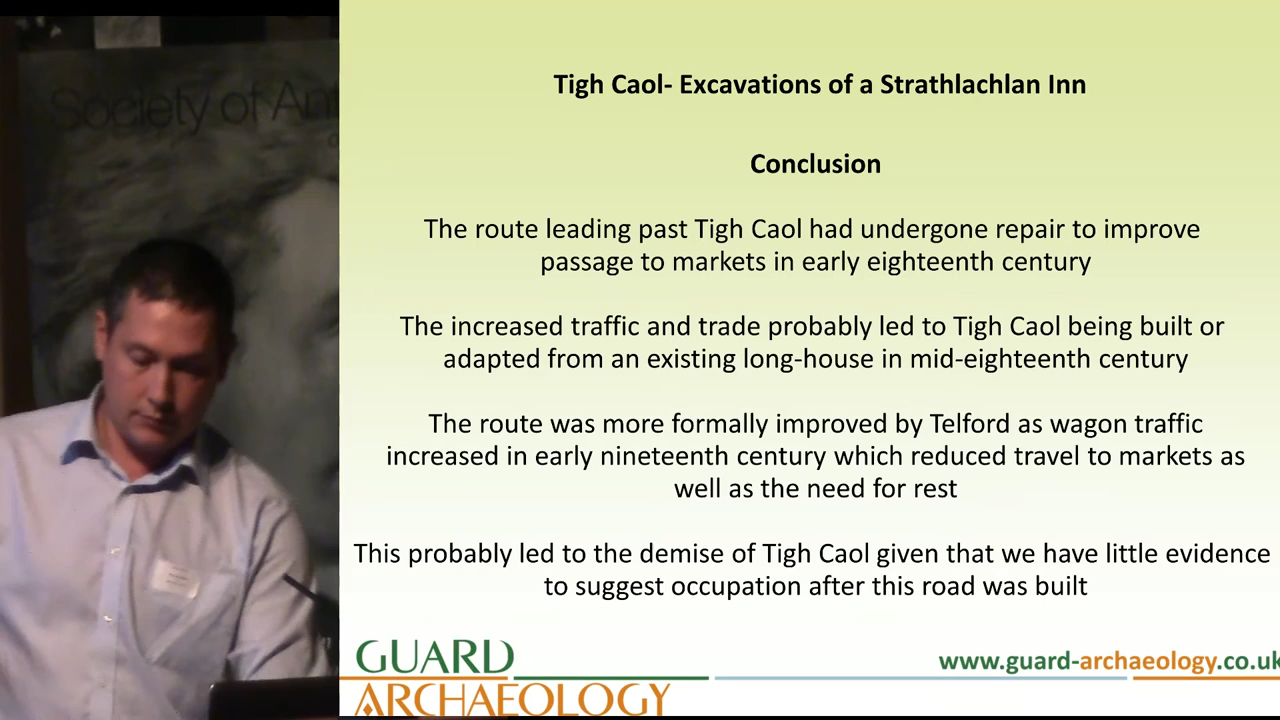 Society of An
Tigh Caol- Excavations of a Strathlachlan Inn
Conclusion
The route leading past Tigh Caol had undergone repair to improve
passage to markets in early eighteenth century
The increased traffic and trade probably led to Tigh Caol being built or
adapted from an existing long-house in mid-eighteenth century
The route was more formally improved by Telford as wagon traffic
increased in early nineteenth century which reduced travel to markets as
well as the need for rest
This probably led to the demise of Tigh Caol given that we have little evidence
to suggest occupation after this road was built
GUARD
ARCHAEOLOGY
www.guard-archaeology.co.uk